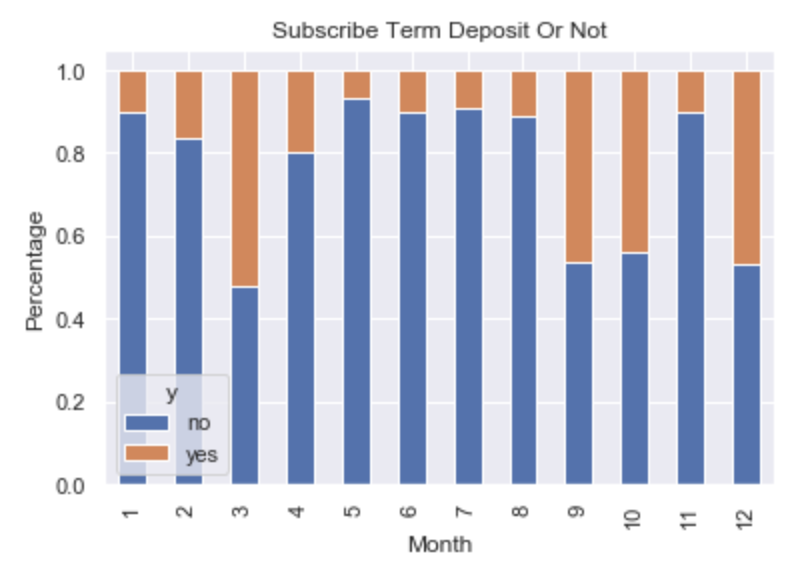 Subscribe Term Deposit Or Not
Percentage
1.0
0.8
0.6
0.4
0.2
0.0
y
no
yes
1 2 3 4 5 6 7 8 9 10 11 12
Month